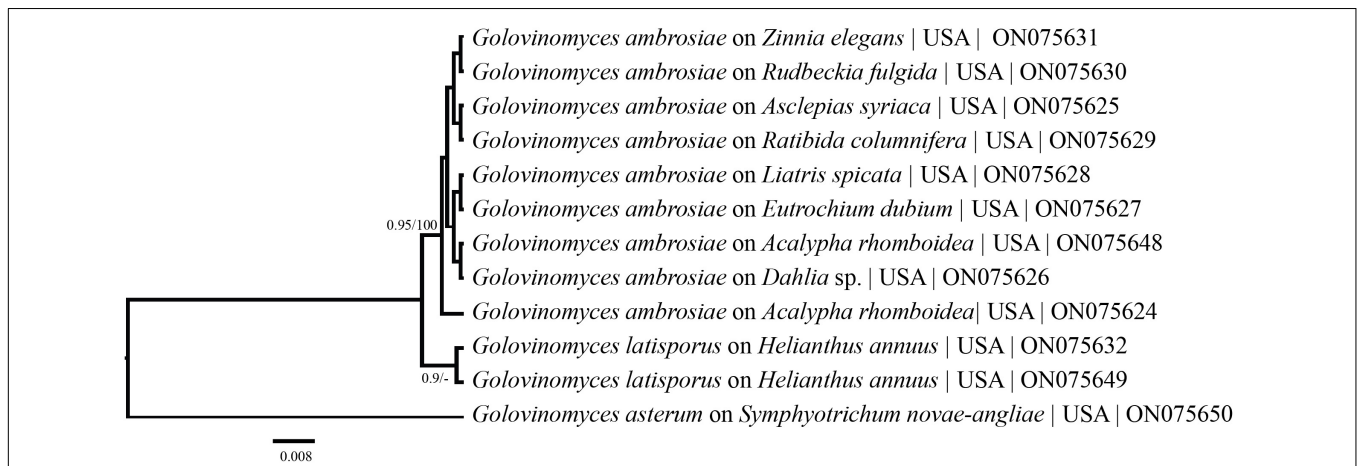 Golovinomyces ambrosiae on Zinnia elegans | USA | ON075631
Golovinomyces ambrosiae on Rudbeckia fulgida | USA | ON075630
Golovinomyces ambrosiae on Asclepias syriaca | USA | ON075625
Golovinomyces ambrosiae on Ratibida columnifera | USA | ON075629
Golovinomyces ambrosiae on Liatris spicata | USA | ON075628
Golovinomyces ambrosiae on Eutrochium dubium | USA | ON075627
0.95/100
Golovinomyces ambrosiae on Acalypha rhomboidea | USA | ON075648
Golovinomyces ambrosiae on Dahlia sp. | USA | ON075626
Golovinomyces ambrosiae on Acalypha rhomboidea| USA | ON075624
Golovinomyces latisporus on Helianthus annuus | USA | ON075632
0.9/-
Golovinomyces latisporus on Helianthus annuus | USA | ON075649
Golovinomyces asterum on Symphyotrichum novae-angliae | USA | ON075650
0.008